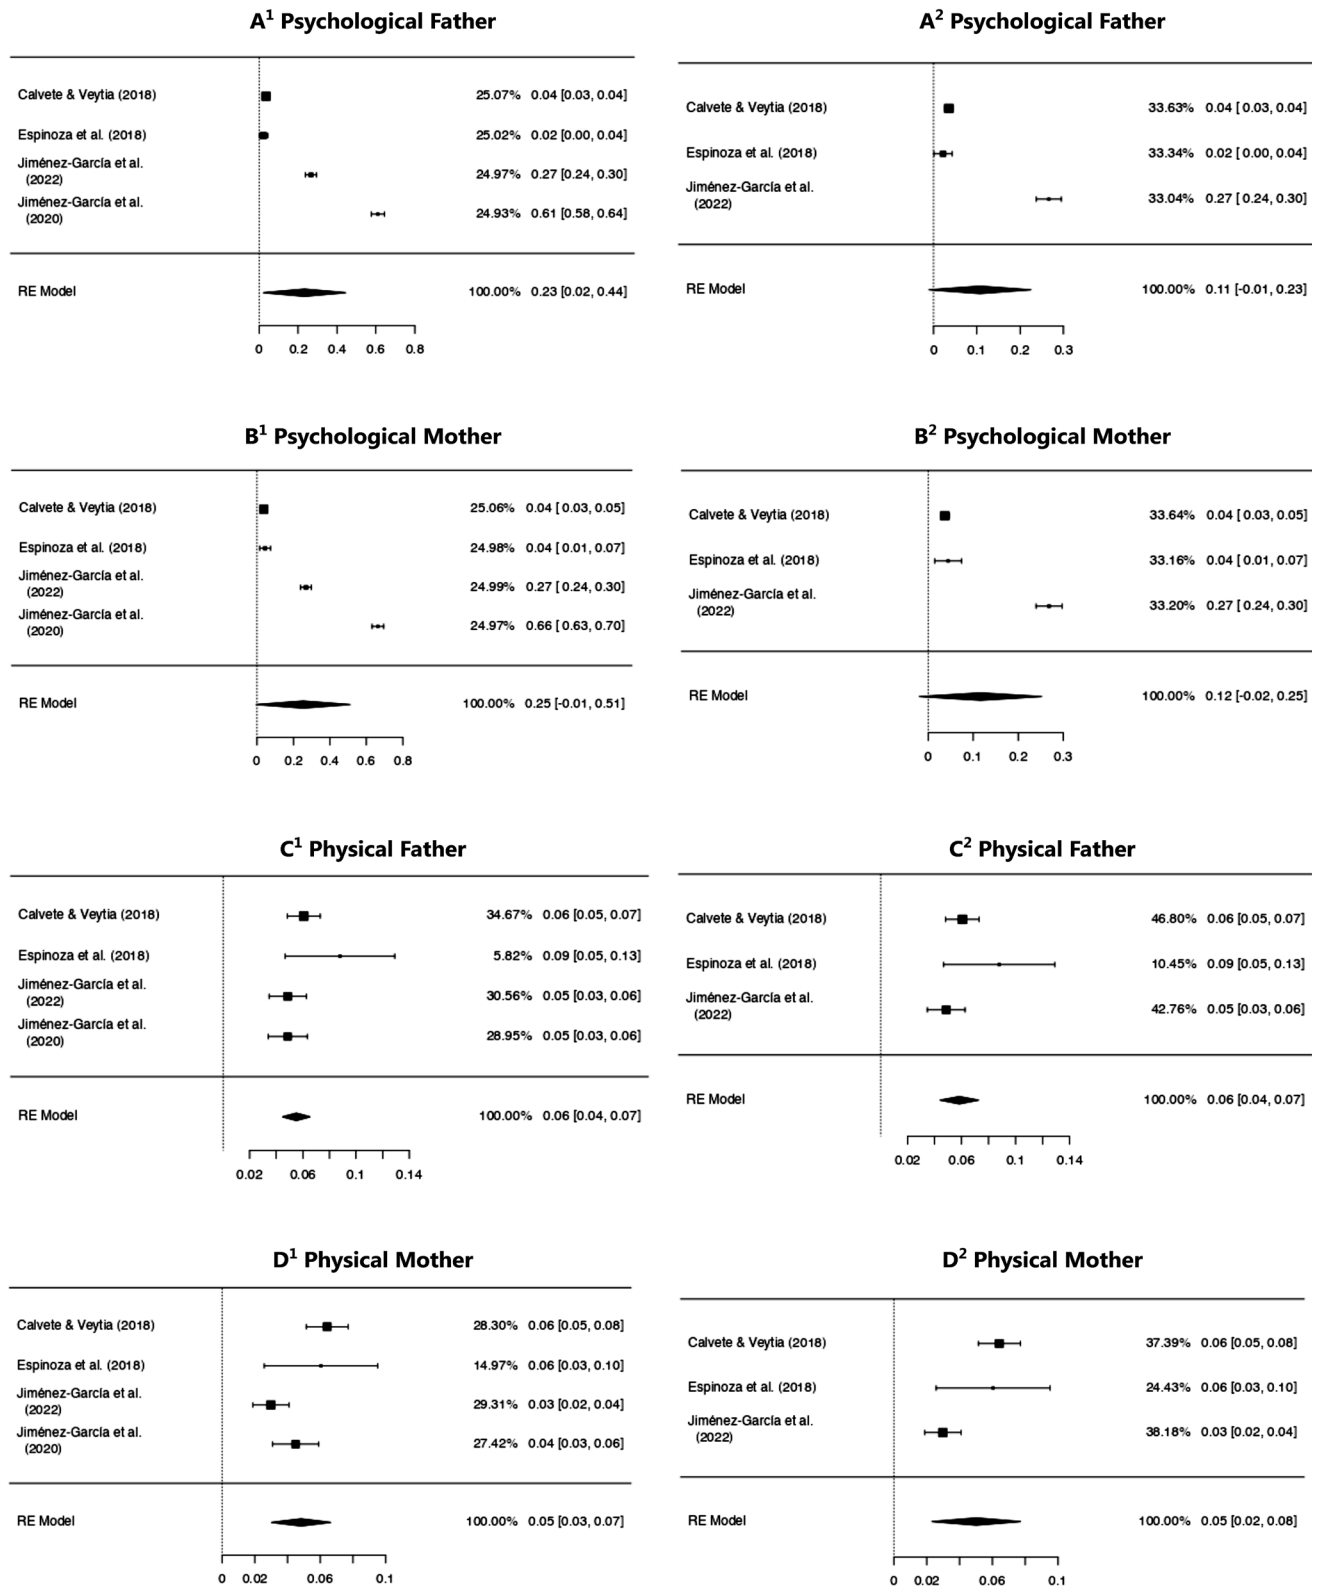 A¹ Psychological Father
Calvete & Veytia (2018) 25.07% 0.04 [0.03, 0.04]
Espinoza et al. (2018) 25.02% 0.02 [0.00, 0.04]
Jiménez-García et al.
(2022) 24.97% 0.27 [0.24, 0.30]
Jiménez-García et al.
(2020) 24.93% 0.61 [0.58, 0.64]
RE Model 100.00% 0.23 [0.02, 0.44]
0 0.2 0.4 0.6 0.8
A² Psychological Father
Calvete & Veytia (2018) 33.63% 0.04 [ 0.03, 0.04]
Espinoza et al. (2018) 33.34% 0.02 [ 0.00, 0.04]
Jiménez-García et al.
(2022) 33.04% 0.27 [ 0.24, 0.30]
RE Model 100.00% 0.11 [-0.01, 0.23]
0 0.1 0.2 0.3
B¹ Psychological Mother
Calvete & Veytia (2018) 25.06% 0.04 [ 0.03, 0.05]
Espinoza et al. (2018) 24.98% 0.04 [ 0.01, 0.07]
Jiménez-García et al.
(2022) 24.99% 0.27 [ 0.24, 0.30]
Jiménez-García et al.
(2020) 24.97% 0.66 [ 0.63, 0.70]
RE Model 100.00% 0.25 [-0.01, 0.51]
0 0.2 0.4 0.6 0.8
B² Psychological Mother
Calvete & Veytia (2018) 33.64% 0.04 [ 0.03, 0.05]
Espinoza et al. (2018) 33.16% 0.04 [ 0.01, 0.07]
Jiménez-García et al.
(2022) 33.20% 0.27 [ 0.24, 0.30]
RE Model 100.00% 0.12 [-0.02, 0.25]
0 0.1 0.2 0.3
C¹ Physical Father
Calvete & Veytia (2018) 34.67% 0.06 [0.05, 0.07]
Espinoza et al. (2018) 5.82% 0.09 [0.05, 0.13]
Jiménez-García et al.
(2022) 30.56% 0.05 [0.03, 0.06]
Jiménez-García et al.
(2020) 28.95% 0.05 [0.03, 0.06]
RE Model 100.00% 0.06 [0.04, 0.07]
0.02 0.06 0.1 0.14
C² Physical Father
Calvete & Veytia (2018) 46.80% 0.06 [0.05, 0.07]
Espinoza et al. (2018) 10.45% 0.09 [0.05, 0.13]
Jiménez-García et al.
(2022) 42.76% 0.05 [0.03, 0.06]
RE Model 100.00% 0.06 [0.04, 0.07]
0.02 0.06 0.1 0.14
D¹ Physical Mother
Calvete & Veytia (2018) 28.30% 0.06 [0.05, 0.08]
Espinoza et al. (2018) 14.97% 0.06 [0.03, 0.10]
Jiménez-García et al.
(2022) 29.31% 0.03 [0.02, 0.04]
Jiménez-García et al.
(2020) 27.42% 0.04 [0.03, 0.06]
RE Model 100.00% 0.05 [0.03, 0.07]
0 0.02 0.06 0.1
D² Physical Mother
Calvete & Veytia (2018) 37.39% 0.06 [0.05, 0.08]
Espinoza et al. (2018) 24.43% 0.06 [0.03, 0.10]
Jiménez-García et al.
(2022) 38.18% 0.03 [0.02, 0.04]
RE Model 100.00% 0.05 [0.02, 0.08]
0 0.02 0.06 0.1